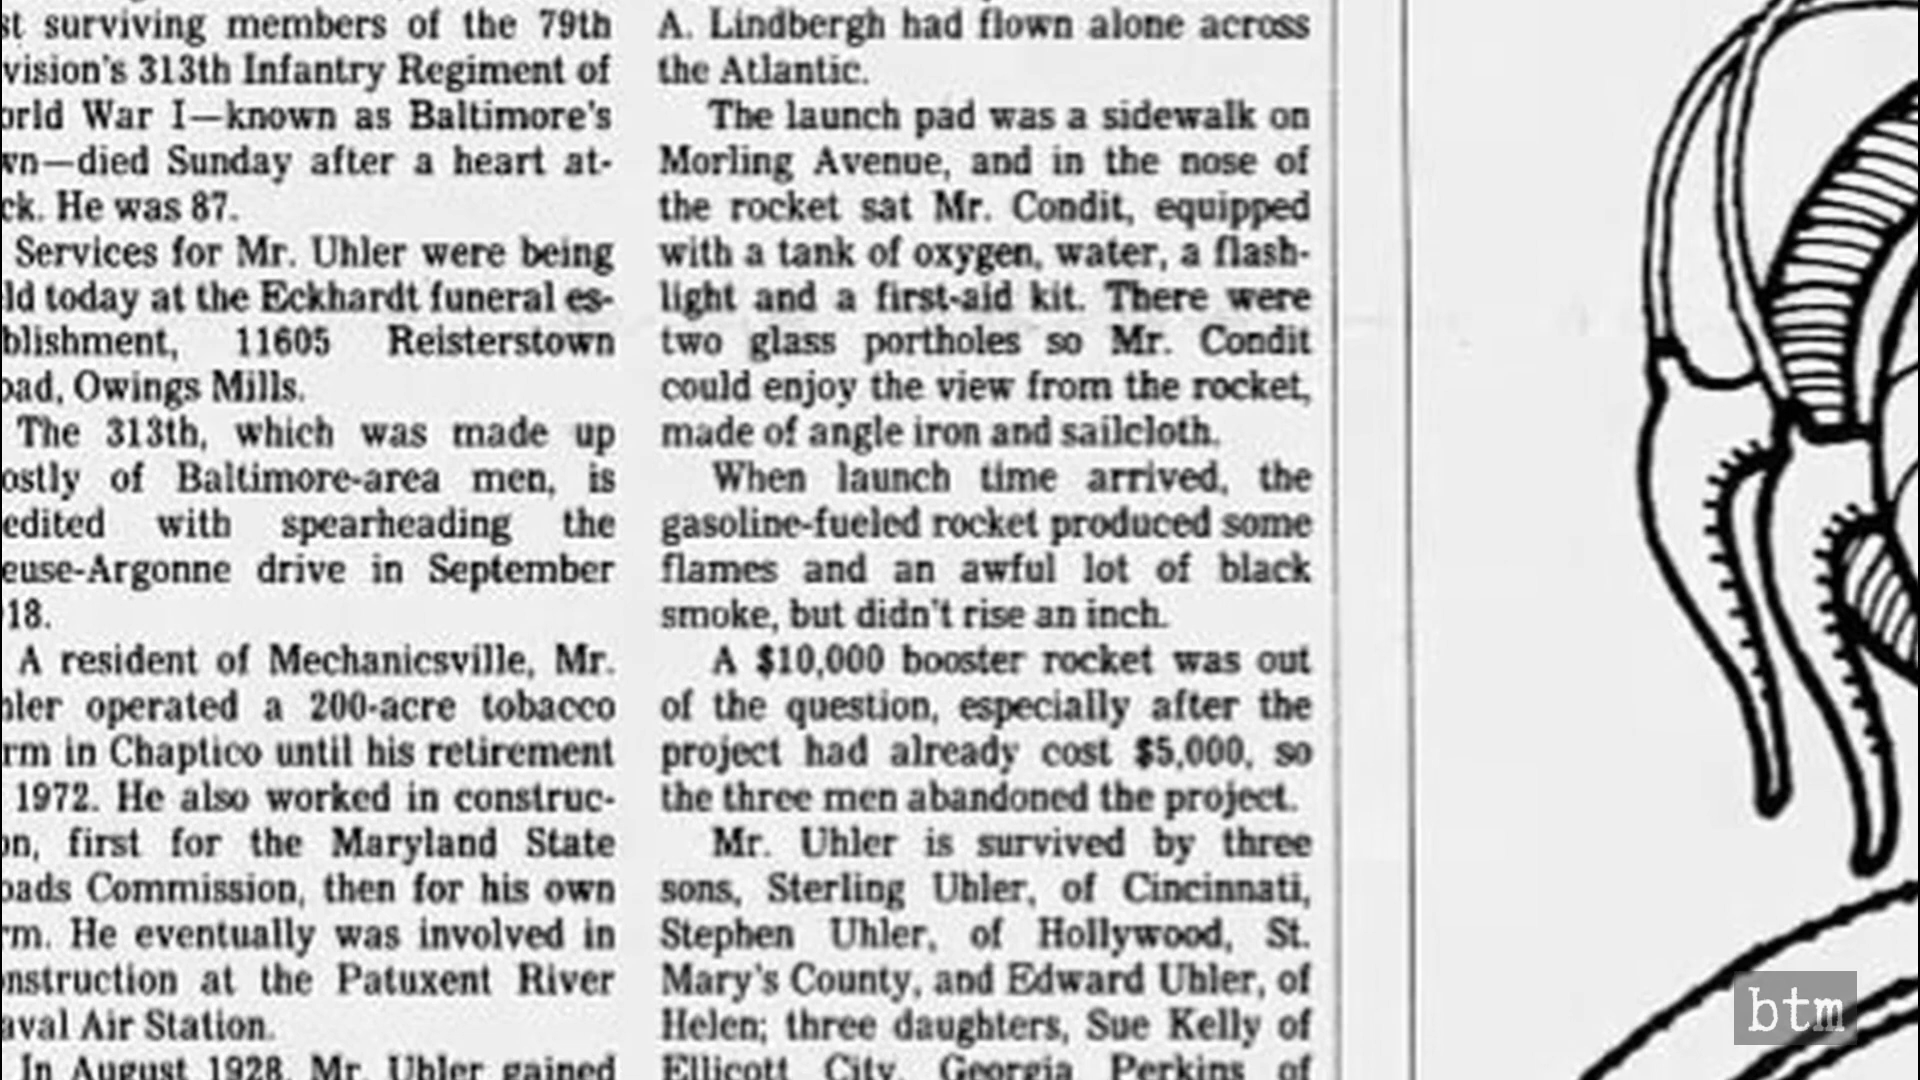 st surviving members of the 79th
vision's 313th Infantry Regiment of
orld War I—known as Baltimore's
wn—died Sunday after a heart at-
ck. He was 87.
Services for Mr. Uhler were being
ld today at the Eckhardt funeral es-
blishment, 11605 Reisterstown
oad, Owings Mills.
The 313th, which was made up
ostly of Baltimore-area men, is
edited with spearheading the
euse-Argonne drive in September
18.
A resident of Mechanicsville, Mr.
hler operated a 200-acre tobacco
rm in Chaptico until his retirement
1972. He also worked in construc-
on, first for the Maryland State
oads Commission, then for his own
rm. He eventually was involved in
nstruction at the Patuxent River
aval Air Station.
In August 1928, Mr. Uhler gained
A. Lindbergh had flown alone across
the Atlantic.
The launch pad was a sidewalk on
Morling Avenue, and in the nose of
the rocket sat Mr. Condit, equipped
with a tank of oxygen, water, a flash-
light and a first-aid kit. There were
two glass portholes so Mr. Condit
could enjoy the view from the rocket,
made of angle iron and sailcloth.
When launch time arrived, the
gasoline-fueled rocket produced some
flames and an awful lot of black
smoke, but didn't rise an inch.
A $10,000 booster rocket was out
of the question, especially after the
project had already cost $5,000, so
the three men abandoned the project.
Mr. Uhler is survived by three
sons, Sterling Uhler, of Cincinnati,
Stephen Uhler, of Hollywood, St.
Mary's County, and Edward Uhler, of
Helen; three daughters, Sue Kelly of
Ellicott City, Georgia Perkins of
btm